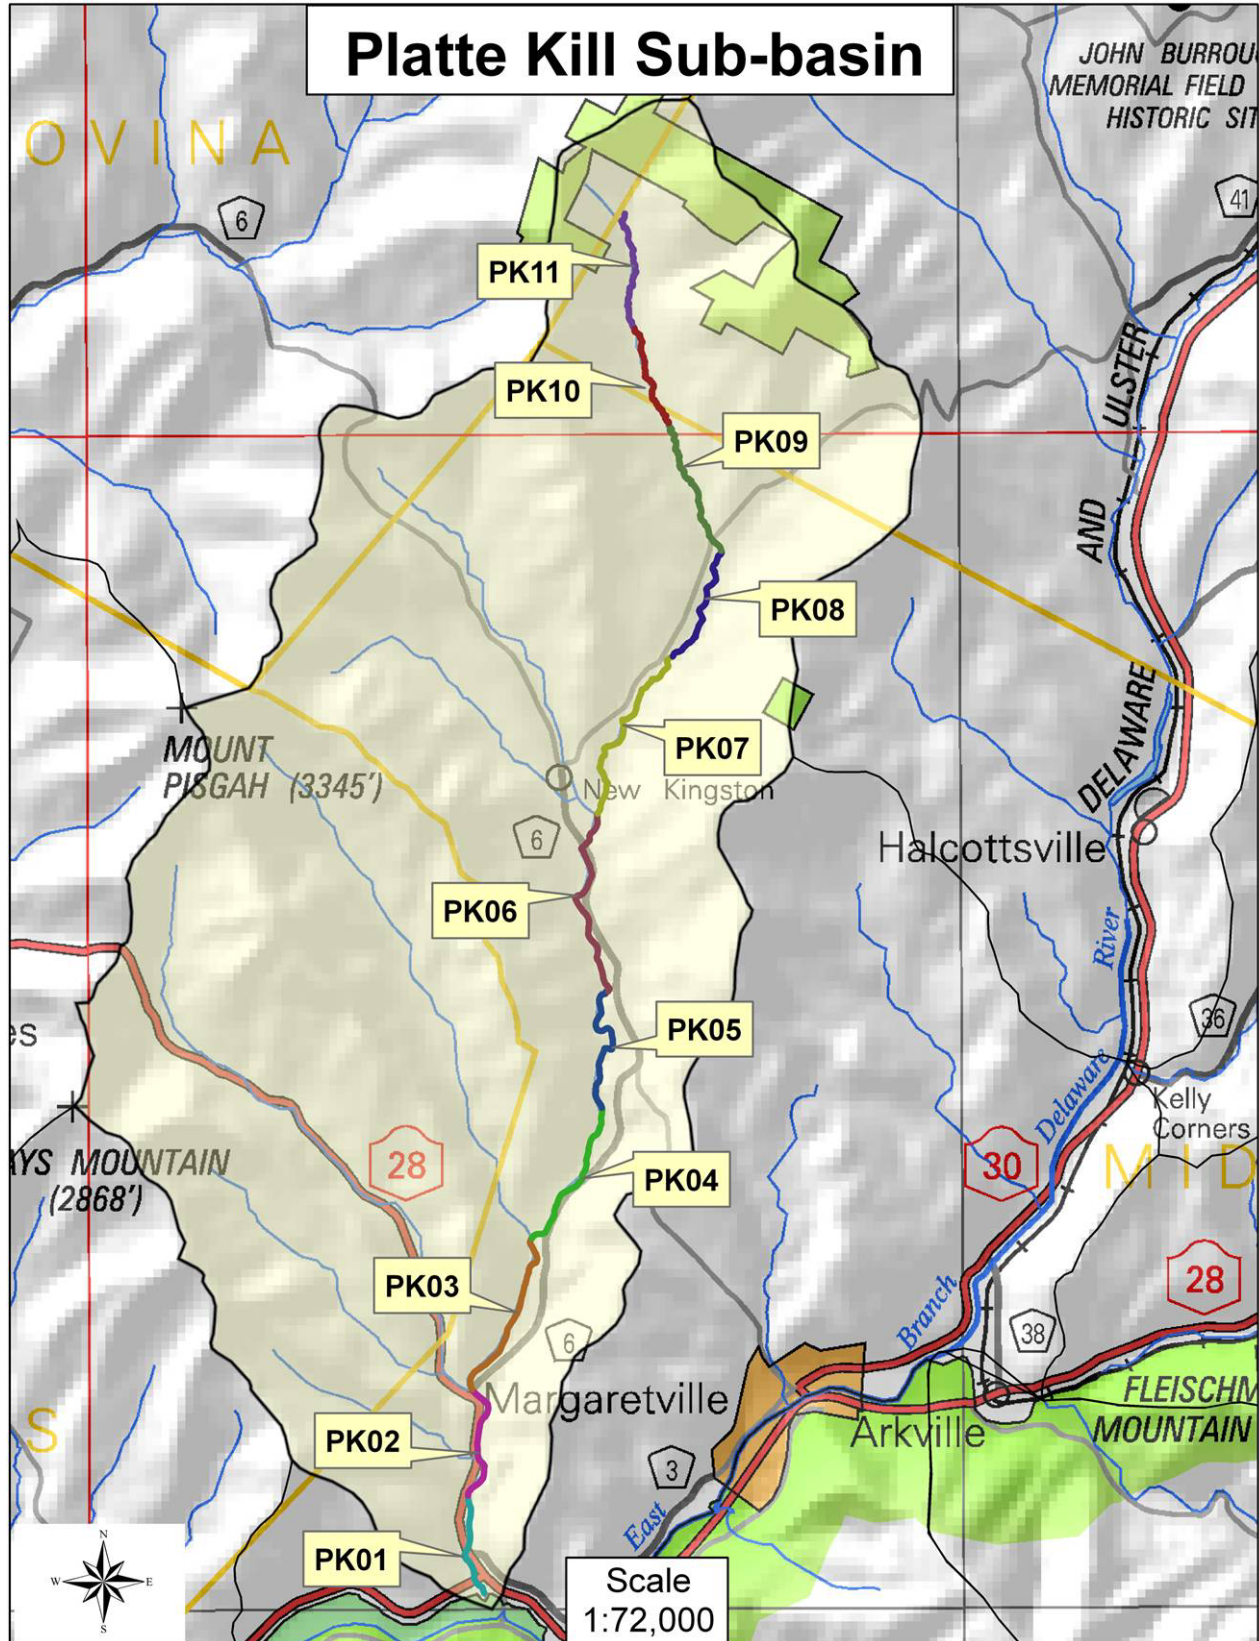 Platte Kill Sub-basin
JOHN BURROU
MEMORIAL FIELD
HISTORIC SIT
OVINA
6
41
PK11
PK10
PK09
ULSTER
AND
DELAWARE
PK08
MOUNT
PISGAH (3345')
PK07
New Kingston
6
Halcottsville
PK06
River
36
es
PK05
Delaware
Kelly
Corners
AYS MOUNTAIN
(2868')
28
30
MID
PK04
PK03
28
Branch
6
38
Margaretville
FLEISCHM
MOUNTAIN
S
PK02
Arkville
3
East
N
W
E
S
PK01
Scale
1:72,000